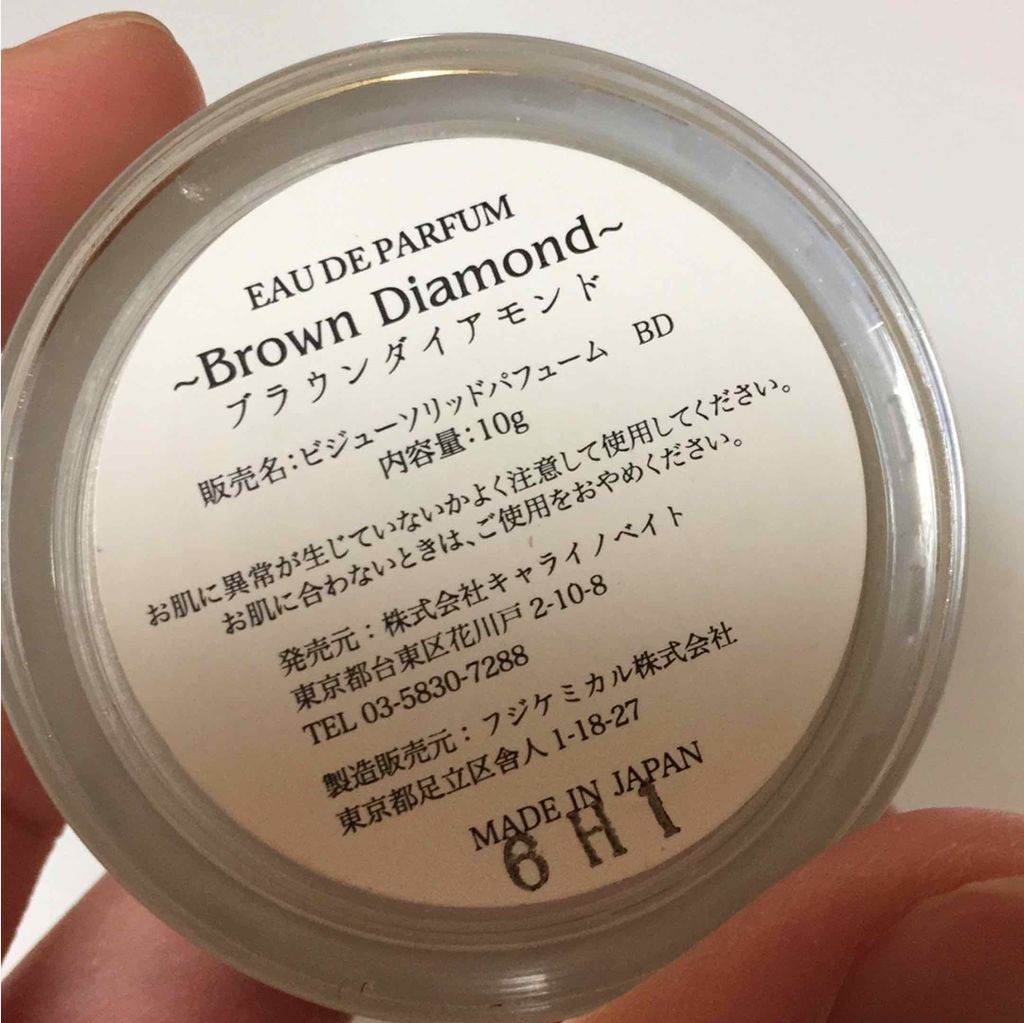 EAU DE PARFUM
~Brown Diamond~
ブラウンダイアモンド
販売名：ビジューソリッドパフューム　BD
内容量：10g
お肌に異常が生じていないかよく注意して使用してください。
お肌に合わないときは、ご使用をおやめください。
発売元：株式会社キャライノベイト
東京都台東区花川戸 2-10-8
TEL 03-5830-7288
製造販売元：フジケミカル株式会社
東京都足立区舎人 1-18-27
MADE IN JAPAN
6HI